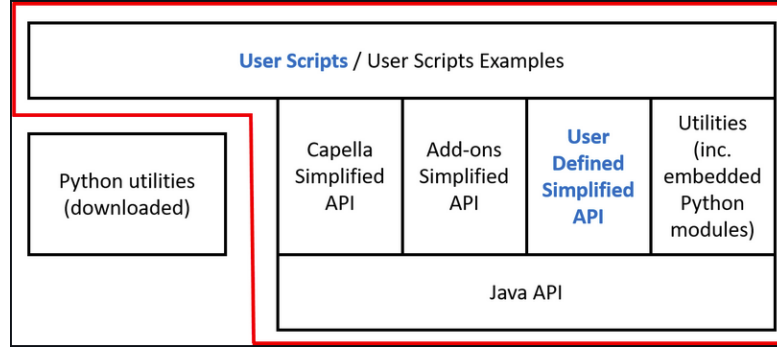 User Scripts / User Scripts Examples
Python utilities
(downloaded)
Capella
Simplified
API
Add-ons
Simplified
API
User
Defined
Simplified
API
Utilities
(inc.
embedded
Python
modules)
Java API